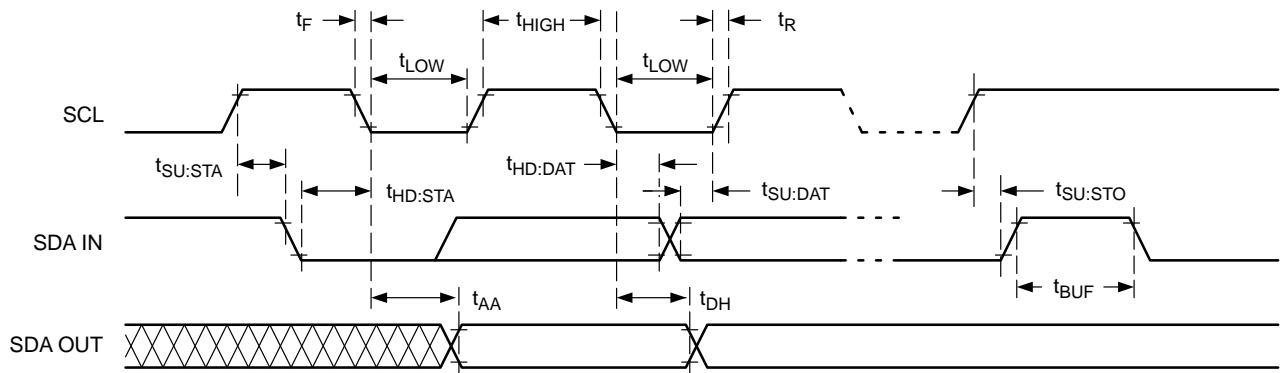 tF
tHIGH
tR
tLOW
tLOW
SCL
tSU:STA
tHD:STA
tHD:DAT
tSU:DAT
tSU:STO
SDA IN
tBUF
tAA
tDH
SDA OUT